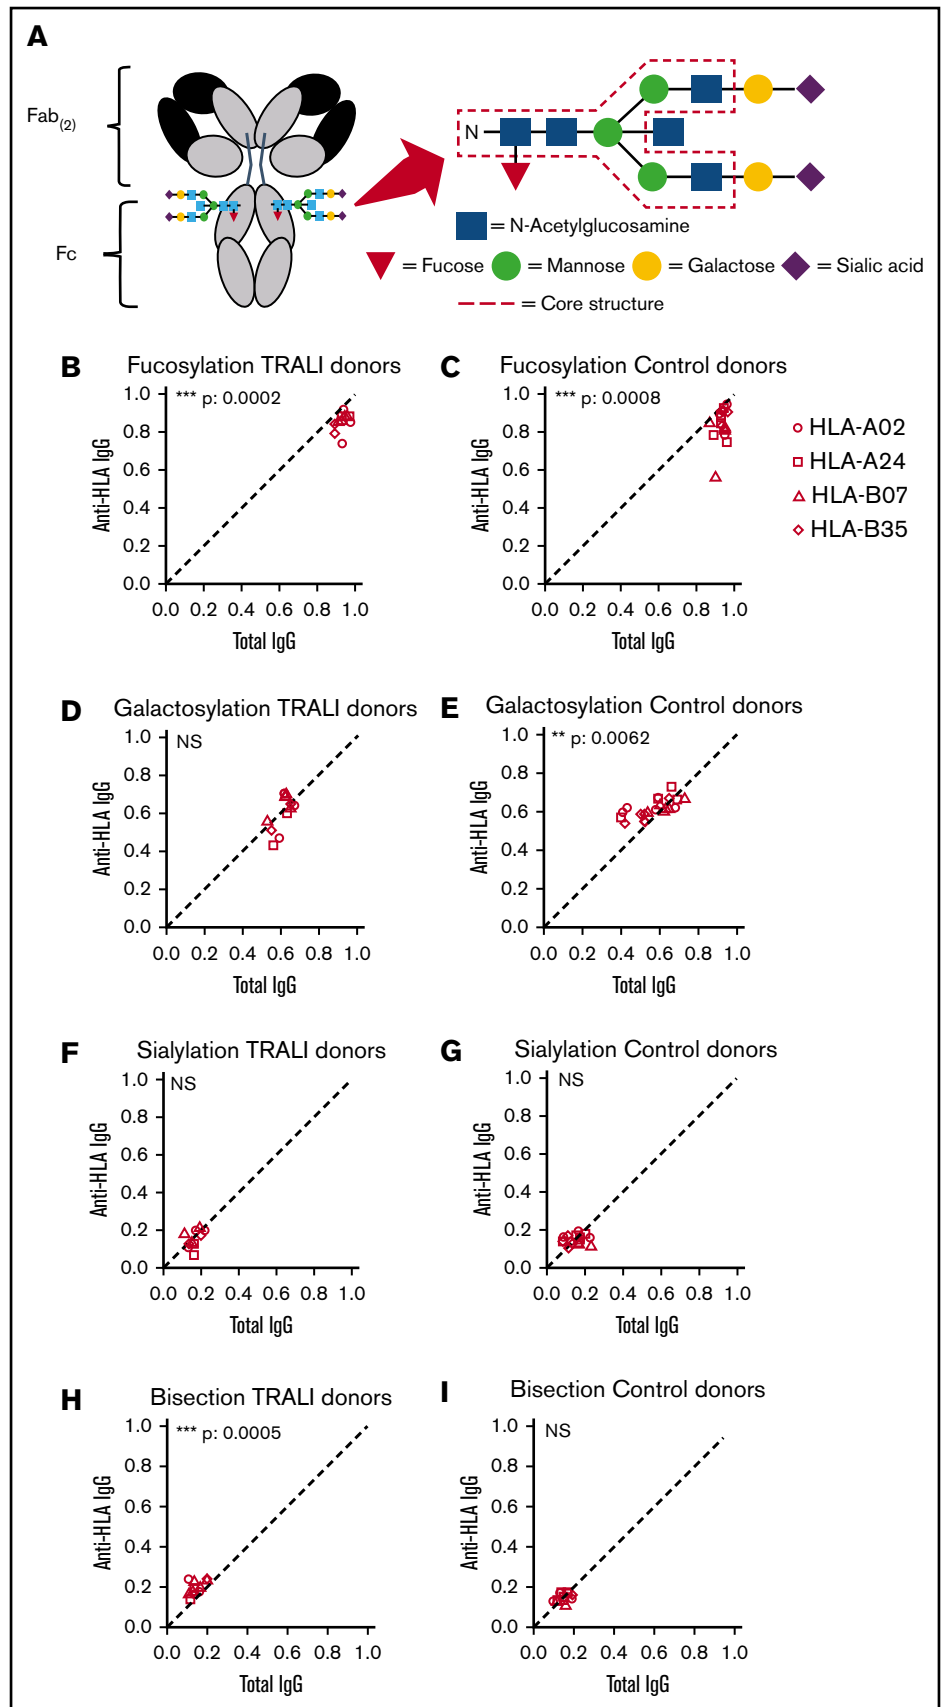 A
Fab(2)
Fc
N
= N-Acetylglucosamine
= Fucose = Mannose = Galactose = Sialic acid
= Core structure
B Fucosylation TRALI donors
*** p: 0.0002
1.0
0.8
0.6
0.4
0.2
0.0
Anti-HLA IgG
0.0 0.2 0.4 0.6 0.8 1.0
Total IgG
C Fucosylation Control donors
*** p: 0.0008
1.0
0.8
0.6
0.4
0.2
0.0
Anti-HLA IgG
0.0 0.2 0.4 0.6 0.8 1.0
Total IgG
HLA-A02
HLA-A24
HLA-B07
HLA-B35
D Galactosylation TRALI donors
NS
1.0
0.8
0.6
0.4
0.2
0.0
Anti-HLA IgG
0.0 0.2 0.4 0.6 0.8 1.0
Total IgG
E Galactosylation Control donors
** p: 0.0062
1.0
0.8
0.6
0.4
0.2
0.0
Anti-HLA IgG
0.0 0.2 0.4 0.6 0.8 1.0
Total IgG
F Sialylation TRALI donors
NS
1.0
0.8
0.6
0.4
0.2
0.0
Anti-HLA IgG
0.0 0.2 0.4 0.6 0.8 1.0
Total IgG
G Sialylation Control donors
NS
1.0
0.8
0.6
0.4
0.2
0.0
Anti-HLA IgG
0.0 0.2 0.4 0.6 0.8 1.0
Total IgG
H Bisection TRALI donors
*** p: 0.0005
1.0
0.8
0.6
0.4
0.2
0.0
Anti-HLA IgG
0.0 0.2 0.4 0.6 0.8 1.0
Total IgG
I Bisection Control donors
NS
1.0
0.8
0.6
0.4
0.2
0.0
Anti-HLA IgG
0.0 0.2 0.4 0.6 0.8 1.0
Total IgG